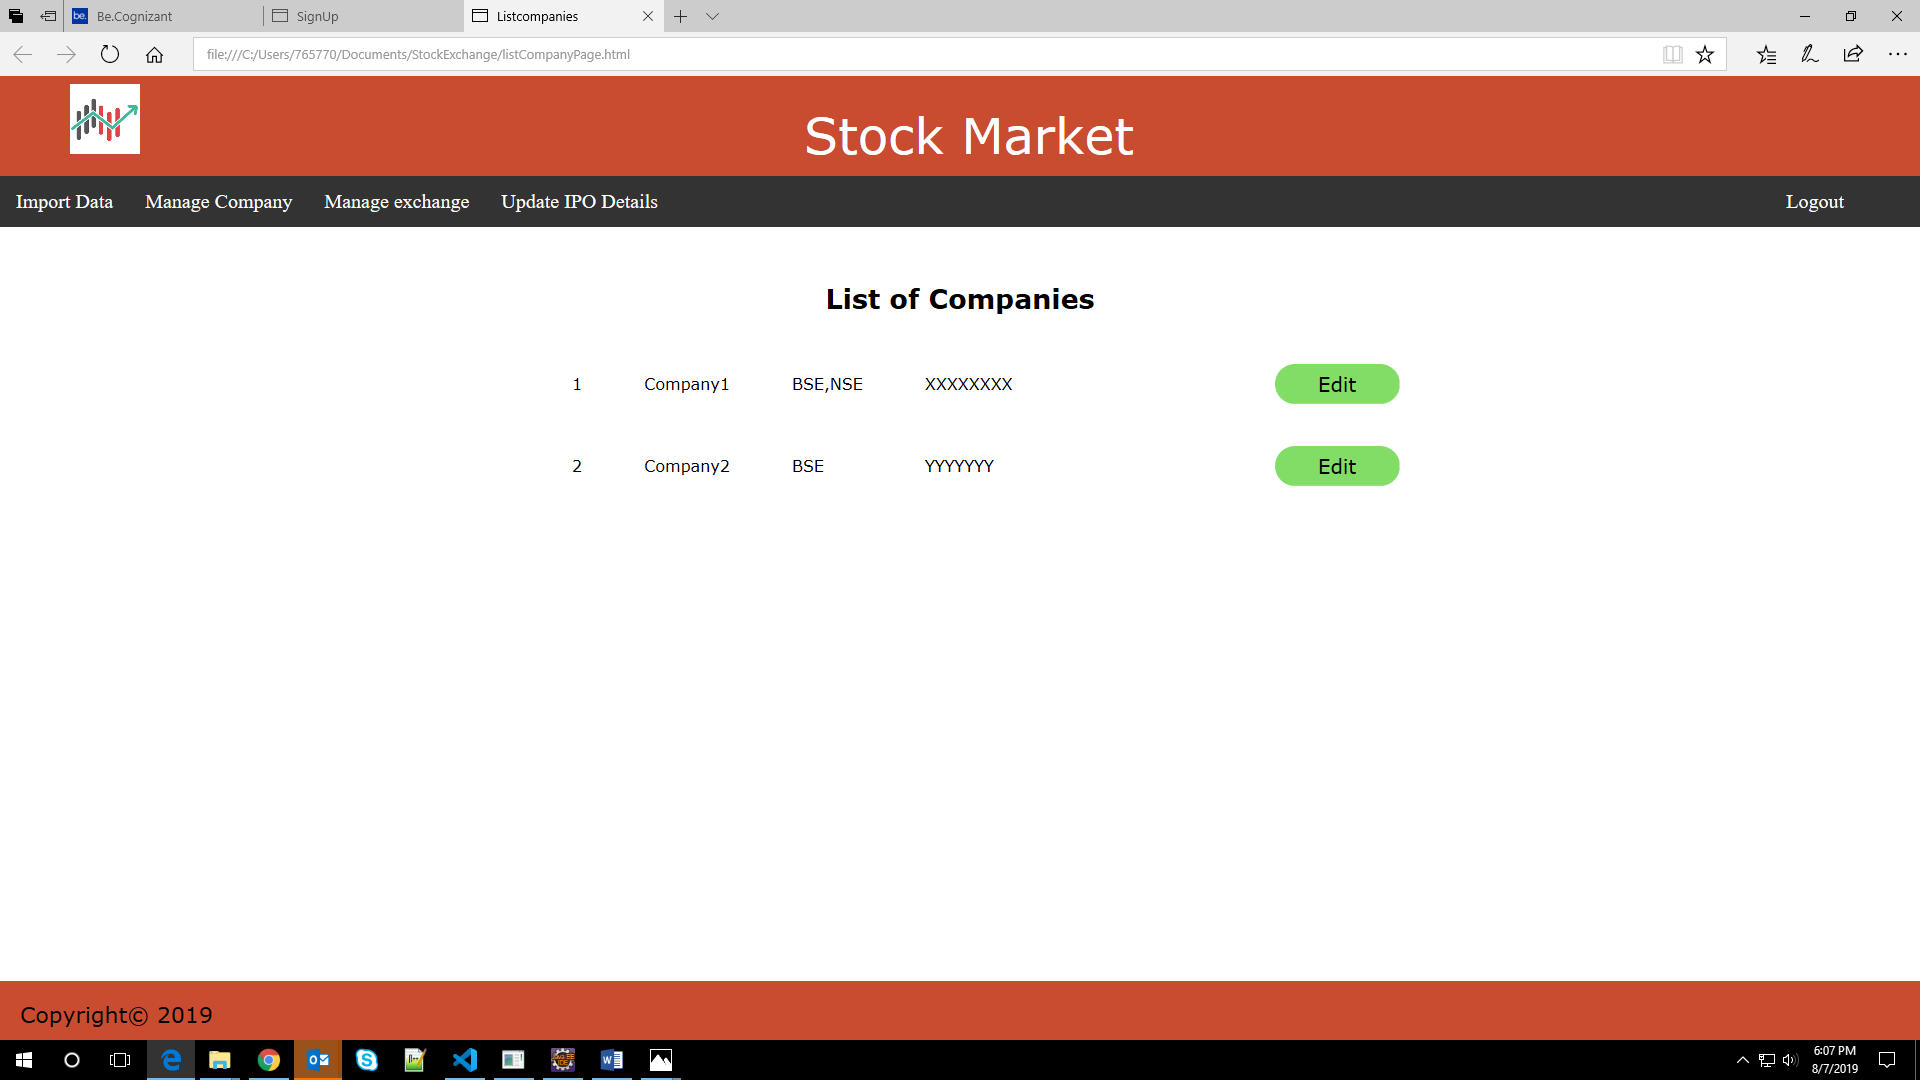 be. Be.Cognizant SignUp Listcompanies
file:///C:/Users/765770/Documents/StockExchange/listCompanyPage.html
Stock Market
Import Data Manage Company Manage exchange Update IPO Details Logout
List of Companies
1 Company1 BSE,NSE XXXXXXXX Edit
2 Company2 BSE YYYYYYY Edit
Copyright© 2019
6:07 PM
8/7/2019